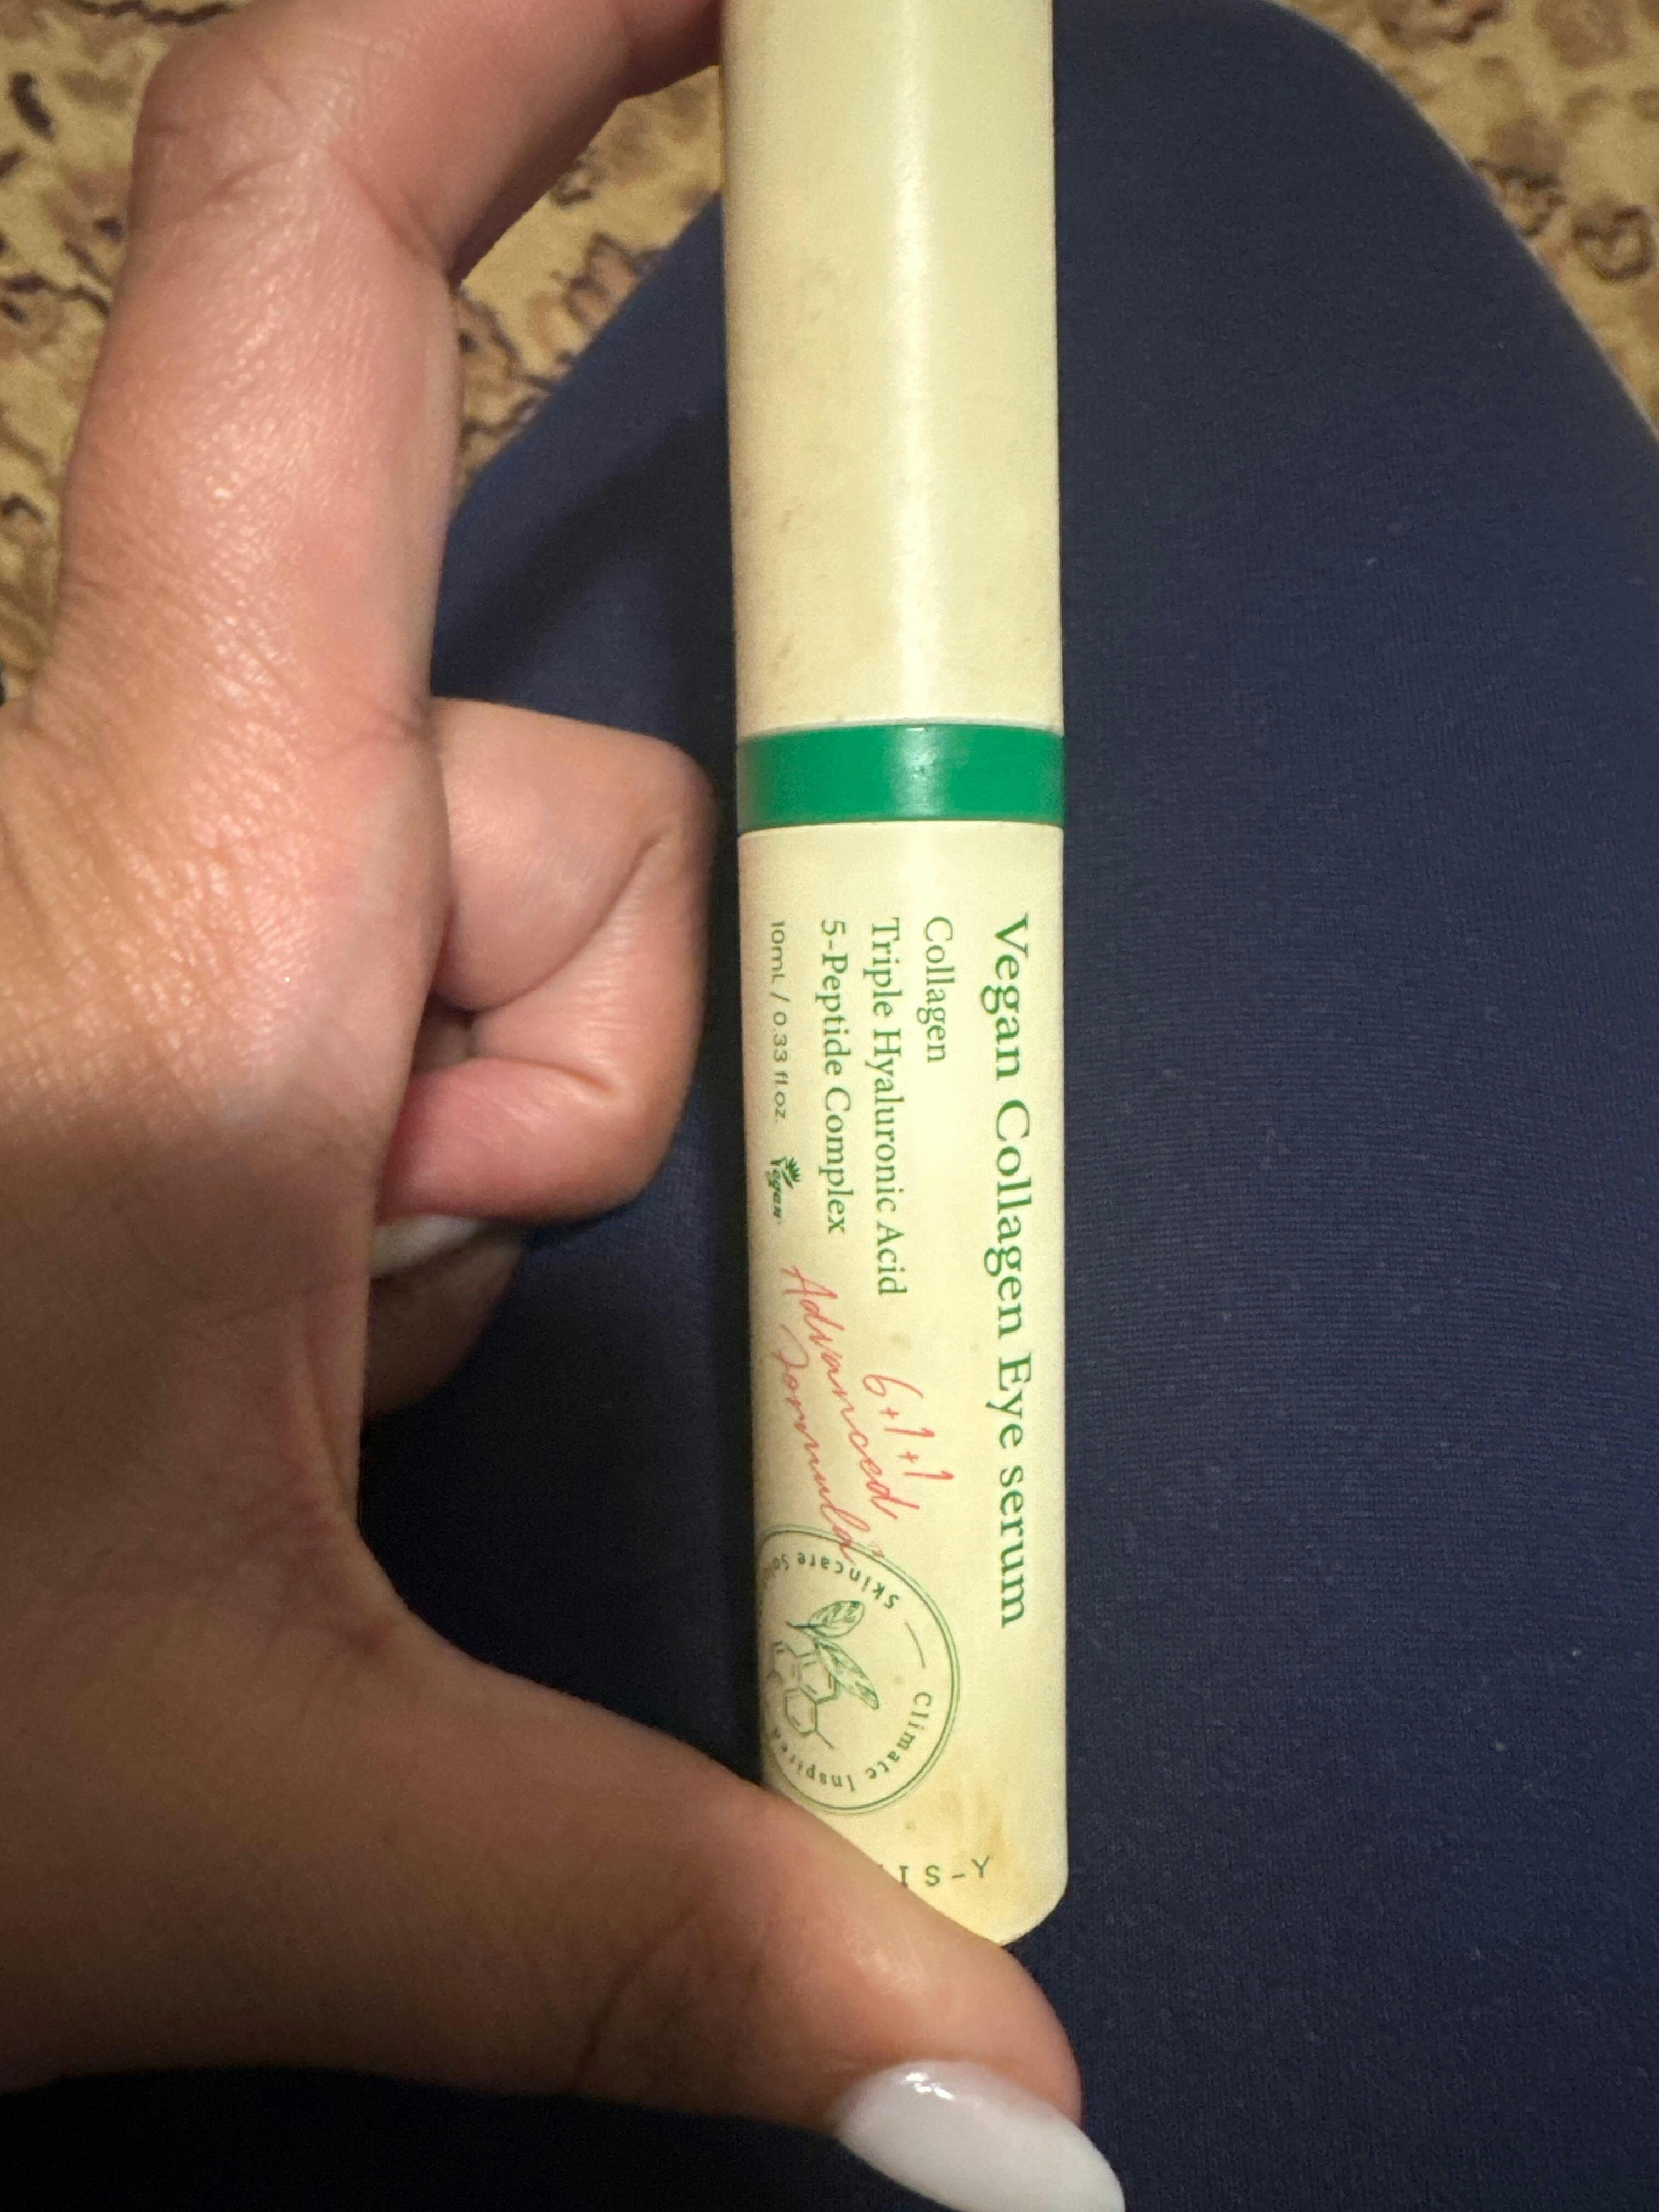 Vegan Collagen Eye serum
Collagen
Triple Hyaluronic Acid
5-Peptide Complex
10mL / 0.33 fl.oz.
Vegan
6+1+1
Advanced
Formula
Skincare
Climate Inspired